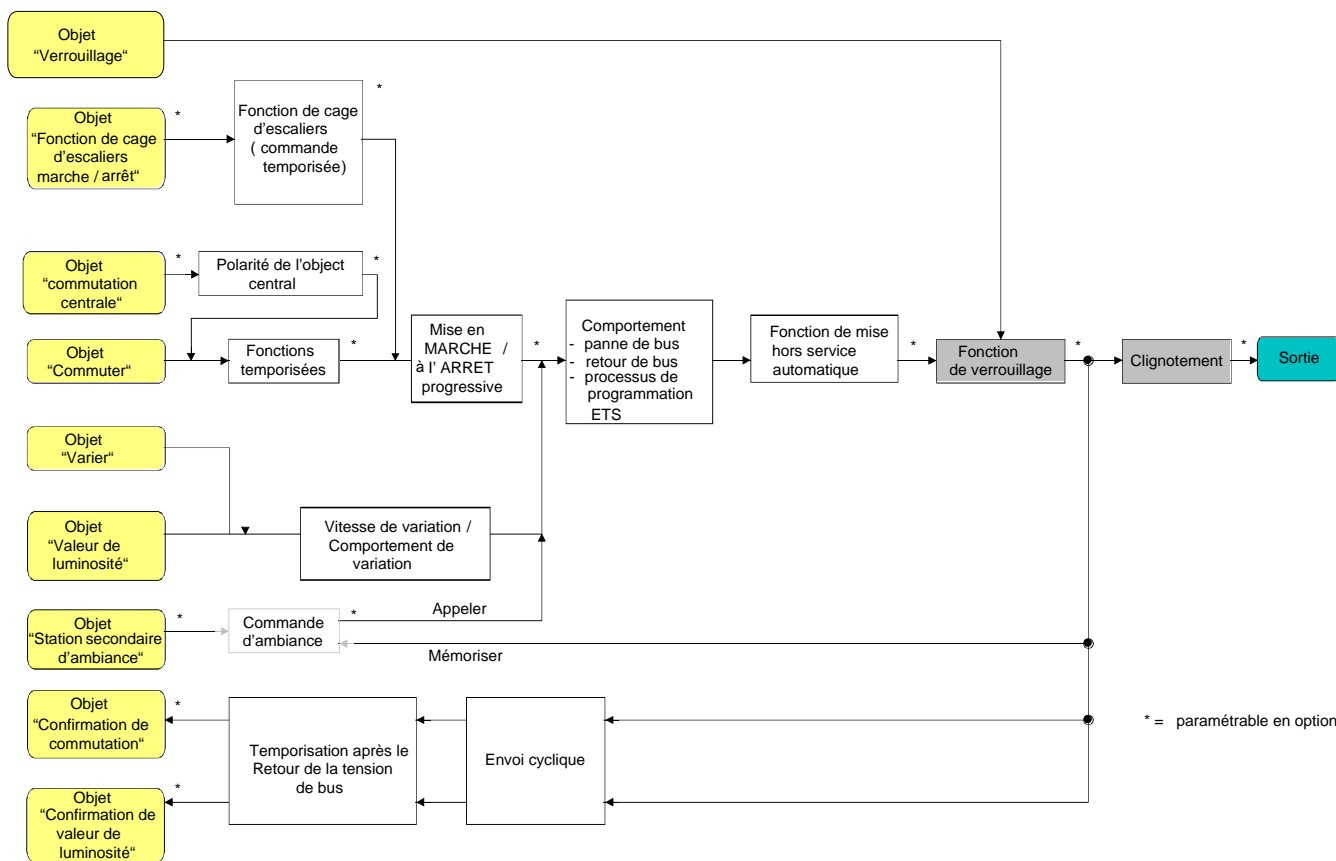 Objet
“Verrouillage“
*
*
Objet
“Fonction de cage
d'escaliers
marche / arrêt“
Fonction de cage
d'escaliers
( commande
temporisée)
*
*
Objet
“commutation
centrale“
Polarité de l'object
central
Objet
“Commuter“
Fonctions
temporisées
*
Mise en
MARCHE /
à l' ARRET
progressive
*
Comportement
- panne de bus
- retour de bus
- processus de
programmation
ETS
Fonction de mise
hors service
automatique
*
Fonction
de verrouillage
*
Clignotement
*
Sortie
Objet
“Varier“
Objet
“Valeur de
luminosité“
Vitesse de variation /
Comportement de
variation
Objet
“Station secondaire
d'ambiance“
*
Commande
d'ambiance
*
Appeler
Mémoriser
Objet
“Confirmation de
commutation“
*
Temporisation après le
Retour de la tension
de bus
Envoi cyclique
* = paramétrable en option
*
Objet
“Confirmation de
valeur de
luminosité“